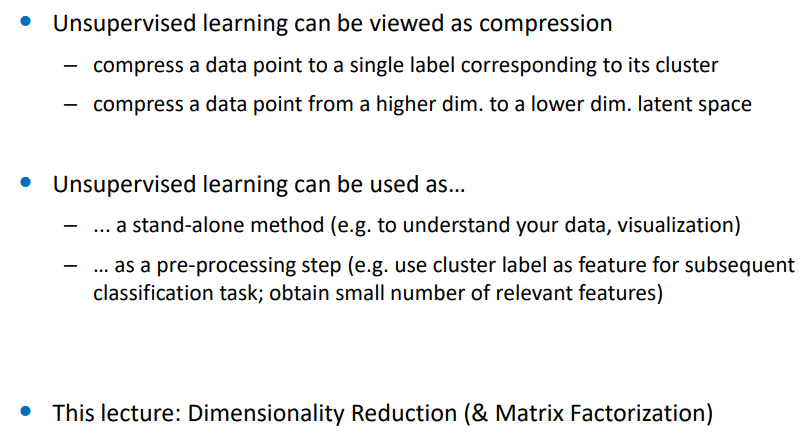 • Unsupervised learning can be viewed as compression
– compress a data point to a single label corresponding to its cluster
– compress a data point from a higher dim. to a lower dim. latent space
• Unsupervised learning can be used as…
– ... a stand-alone method (e.g. to understand your data, visualization)
– … as a pre-processing step (e.g. use cluster label as feature for subsequent
classification task; obtain small number of relevant features)
• This lecture: Dimensionality Reduction (& Matrix Factorization)